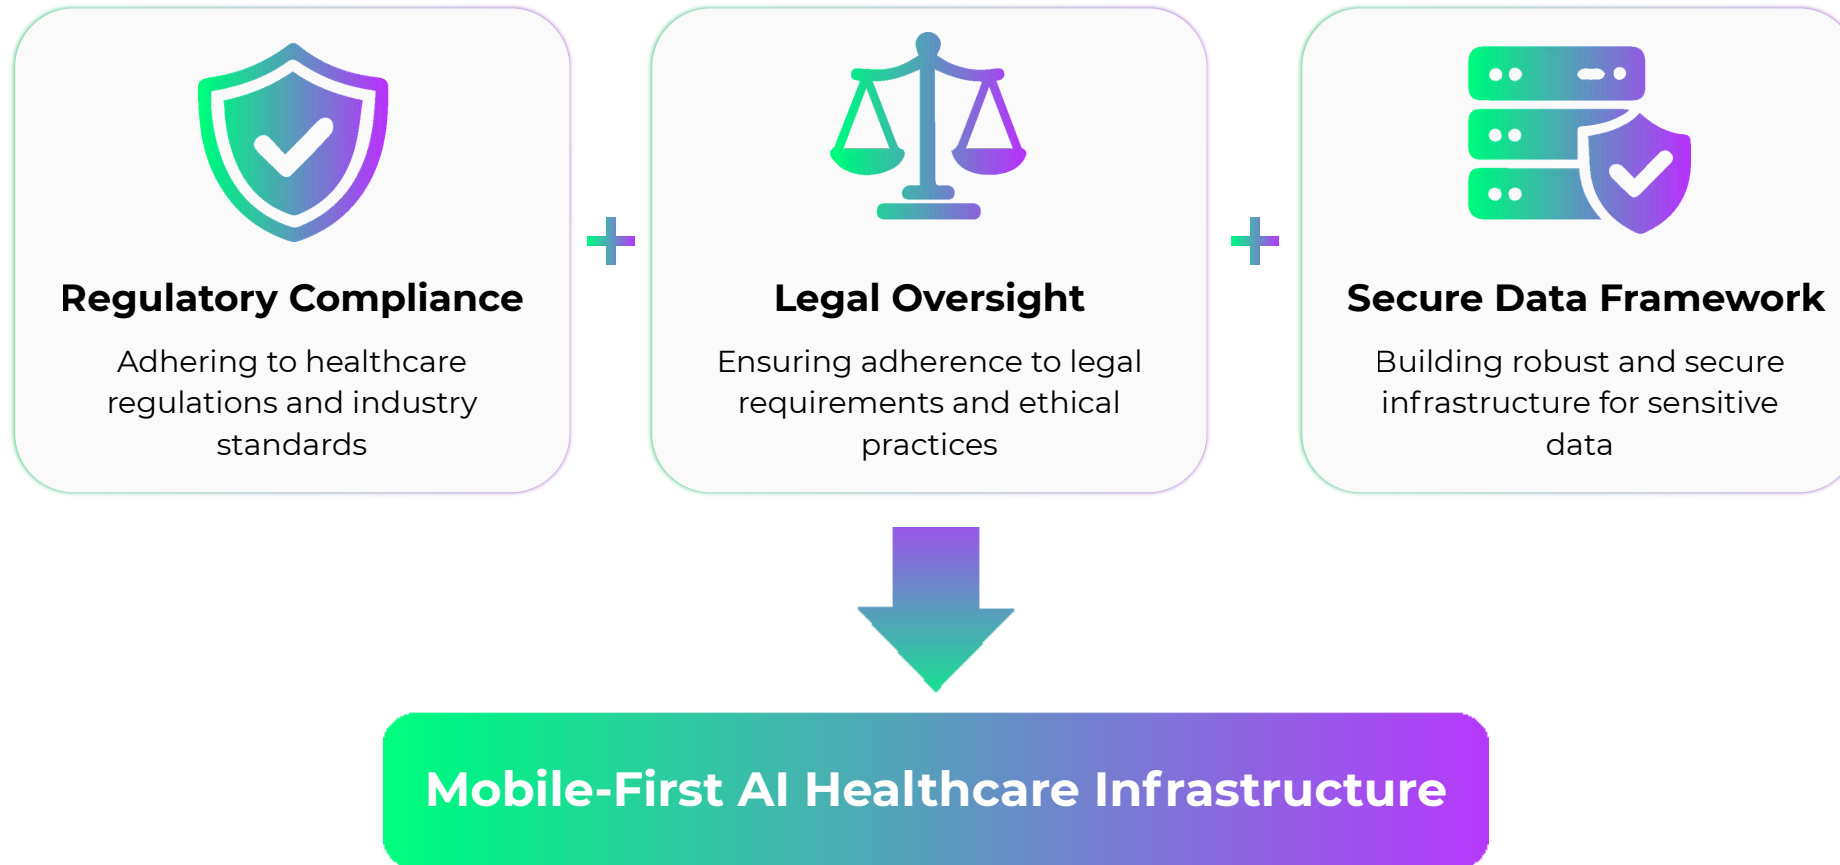 Regulatory Compliance
Adhering to healthcare
regulations and industry
standards
Legal Oversight
Ensuring adherence to legal
requirements and ethical
practices
Secure Data Framework
Building robust and secure
infrastructure for sensitive
data
Mobile-First AI Healthcare Infrastructure